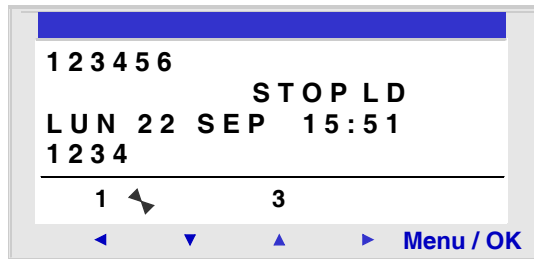 123456
STOP LD
LUN 22 SEP 15:51
1234
1 3
◄ ▼ ▲ ► Menu / OK